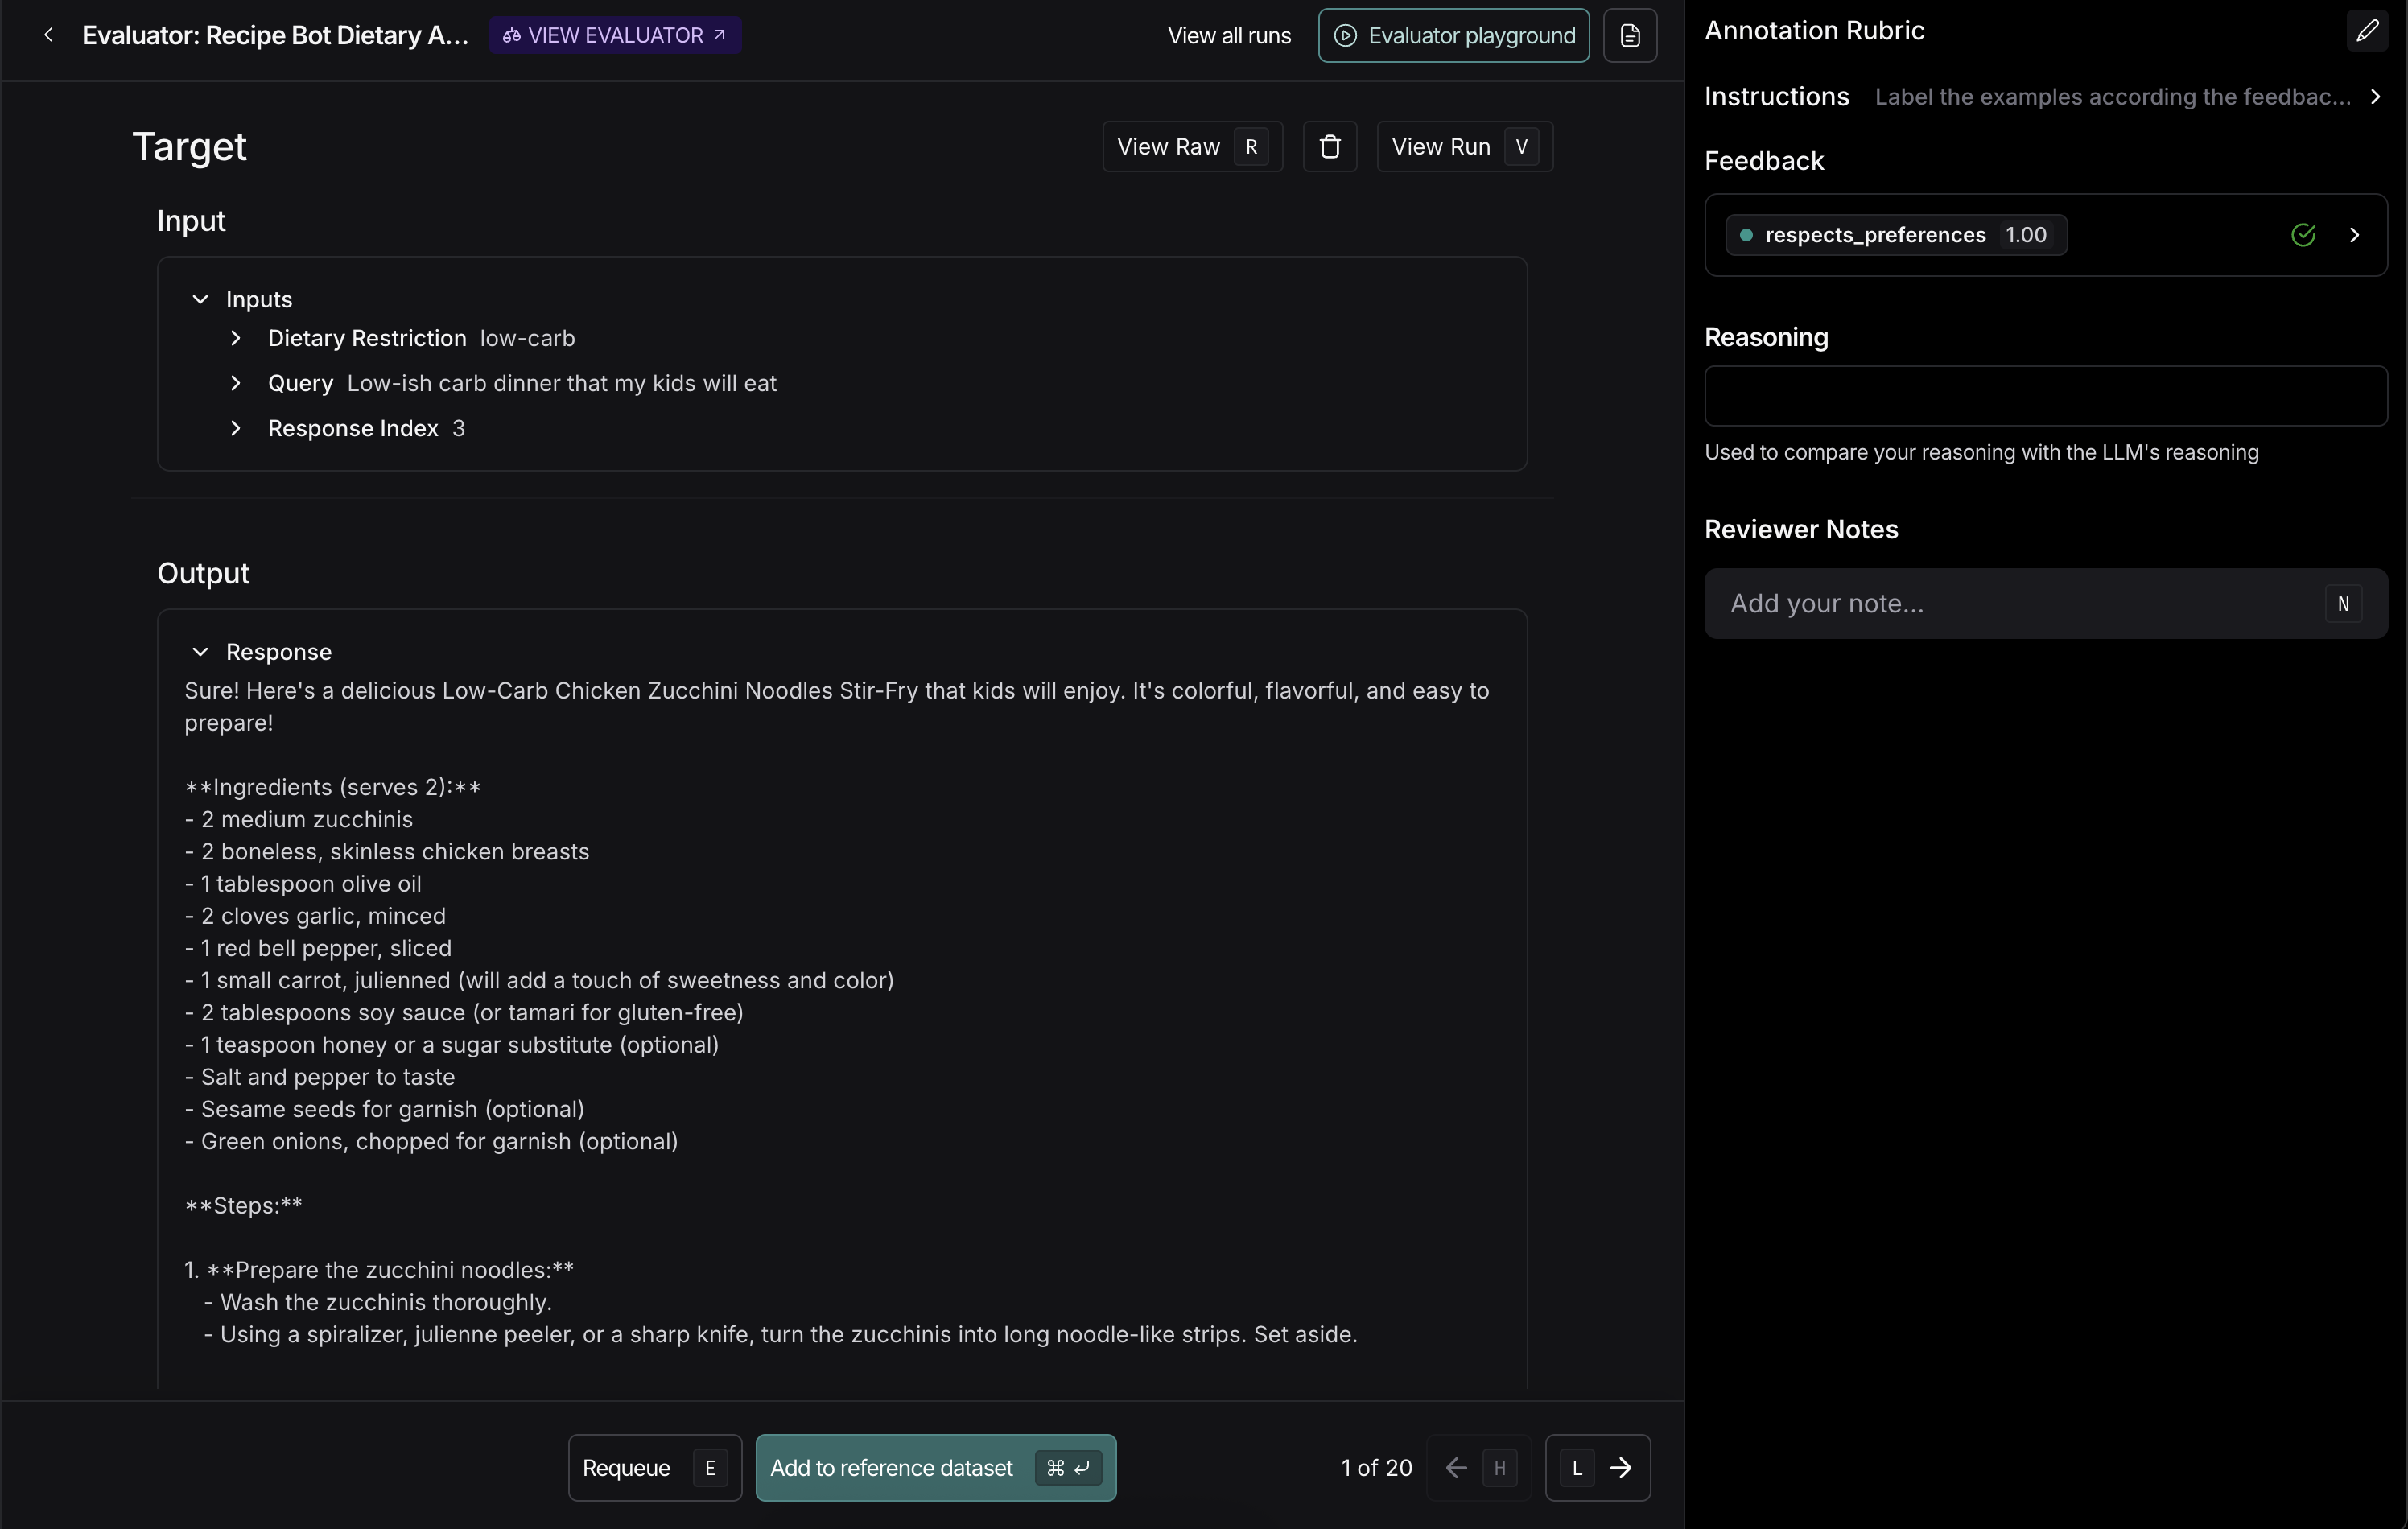 Evaluator: Recipe Bot Dietary A...
VIEW EVALUATOR
View all runs
Evaluator playground
Target
View Raw R
View Run V
Input
Inputs
Dietary Restriction low-carb
Query Low-ish carb dinner that my kids will eat
Response Index 3
Output
Response
Sure! Here's a delicious Low-Carb Chicken Zucchini Noodles Stir-Fry that kids will enjoy. It's colorful, flavorful, and easy to
prepare!
**Ingredients (serves 2):**
- 2 medium zucchinis
- 2 boneless, skinless chicken breasts
- 1 tablespoon olive oil
- 2 cloves garlic, minced
- 1 red bell pepper, sliced
- 1 small carrot, julienned (will add a touch of sweetness and color)
- 2 tablespoons soy sauce (or tamari for gluten-free)
- 1 teaspoon honey or a sugar substitute (optional)
- Salt and pepper to taste
- Sesame seeds for garnish (optional)
- Green onions, chopped for garnish (optional)
**Steps:**
1. **Prepare the zucchini noodles:**
- Wash the zucchinis thoroughly.
- Using a spiralizer, julienne peeler, or a sharp knife, turn the zucchinis into long noodle-like strips. Set aside.
Requeue E
Add to reference dataset ⌘
1 of 20
H
L
Annotation Rubric
Instructions Label the examples according the feedbac...
Feedback
respects_preferences 1.00
Reasoning
Used to compare your reasoning with the LLM's reasoning
Reviewer Notes
Add your note... N